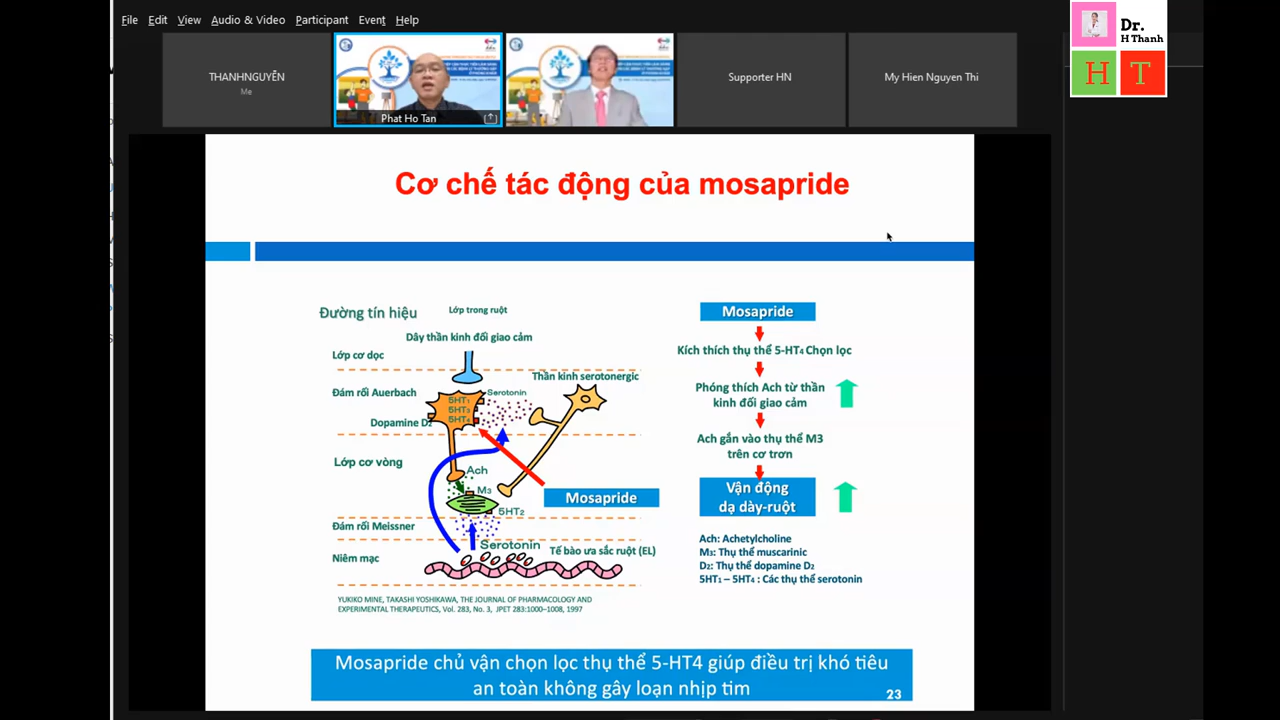 File Edit View Audio & Video Participant Event Help
Dr.
H Thanh
H T
THANHNGUYỄN
Me
Phat Ho Tan
Supporter HN
My Hien Nguyen Thi
Cơ chế tác động của mosapride
Đường tín hiệu
Lớp trong ruột
Dây thần kinh đối giao cảm
Lớp cơ dọc
Thần kinh serotonergic
Đám rối Auerbach
Serotonin
5HT₁
5HT₃
5HT₄
Dopamine D₂
Lớp cơ vòng
Ach
M₃
Mosapride
5HT₂
Đám rối Meissner
Serotonin
Tế bào ưa sắc ruột (EL)
Niêm mạc
YUKIKO MINE, TAKASHI YOSHIKAWA, THE JOURNAL OF PHARMACOLOGY AND
EXPERIMENTAL THERAPEUTICS, Vol. 283, No. 3, JPET 283:1000–1008, 1997
Mosapride
Kích thích thụ thể 5-HT₄ Chọn lọc
Phóng thích Ach từ thần
kinh đối giao cảm
Ach gắn vào thụ thể M3
trên cơ trơn
Vận động
dạ dày-ruột
Ach: Achetylcholine
M₃: Thụ thể muscarinic
D₂: Thụ thể dopamine D₂
5HT₁ – 5HT₄ : Các thụ thể serotonin
Mosapride chủ vận chọn lọc thụ thể 5-HT4 giúp điều trị khó tiêu
an toàn không gây loạn nhịp tim
23